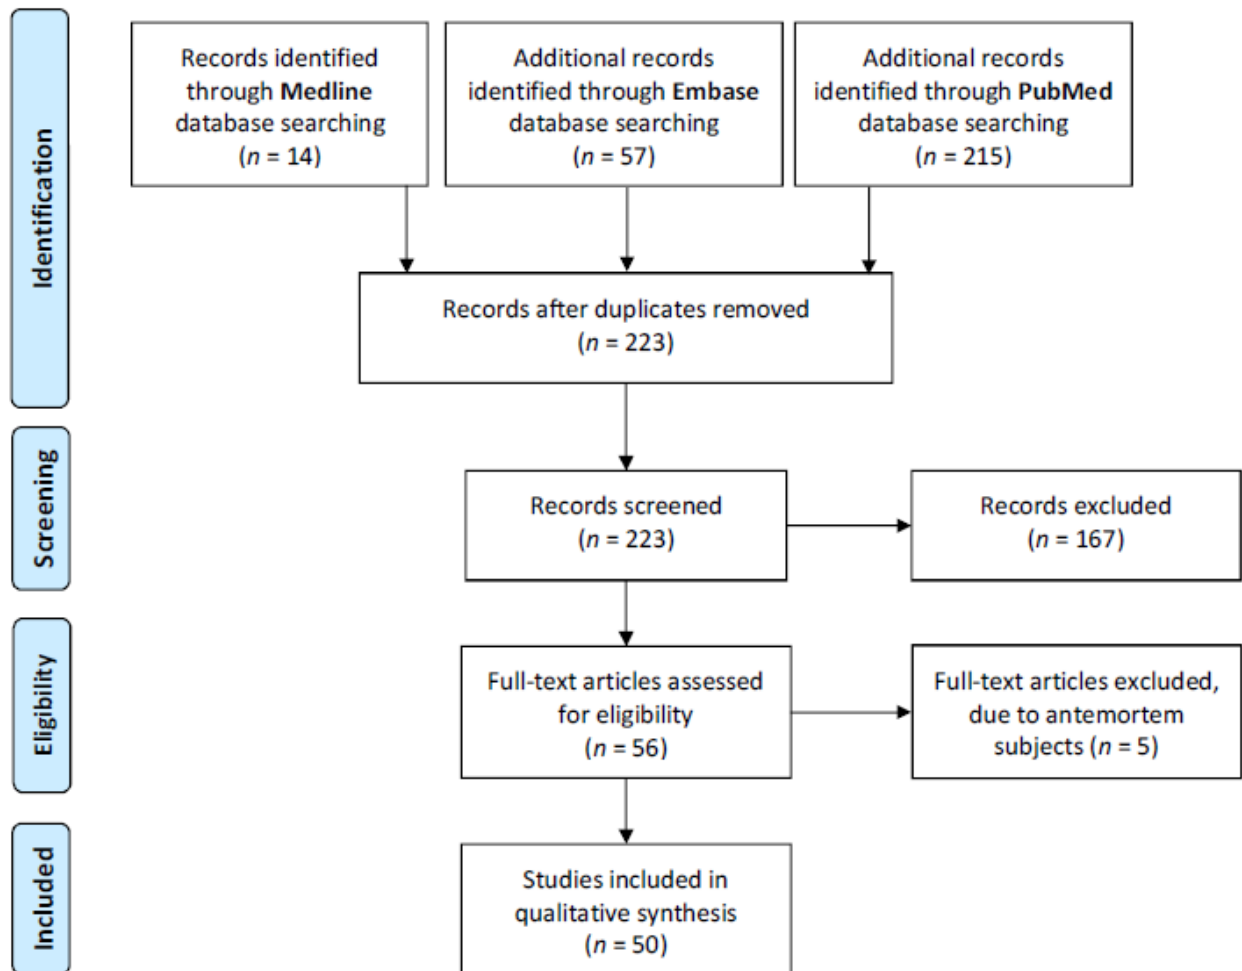 Identification
Records identified
through Medline
database searching
(n = 14)
Additional records
identified through Embase
database searching
(n = 57)
Additional records
identified through PubMed
database searching
(n = 215)
Records after duplicates removed
(n = 223)
Screening
Records screened
(n = 223)
Records excluded
(n = 167)
Eligibility
Full-text articles assessed
for eligibility
(n = 56)
Full-text articles excluded,
due to antemortem
subjects (n = 5)
Included
Studies included in
qualitative synthesis
(n = 50)